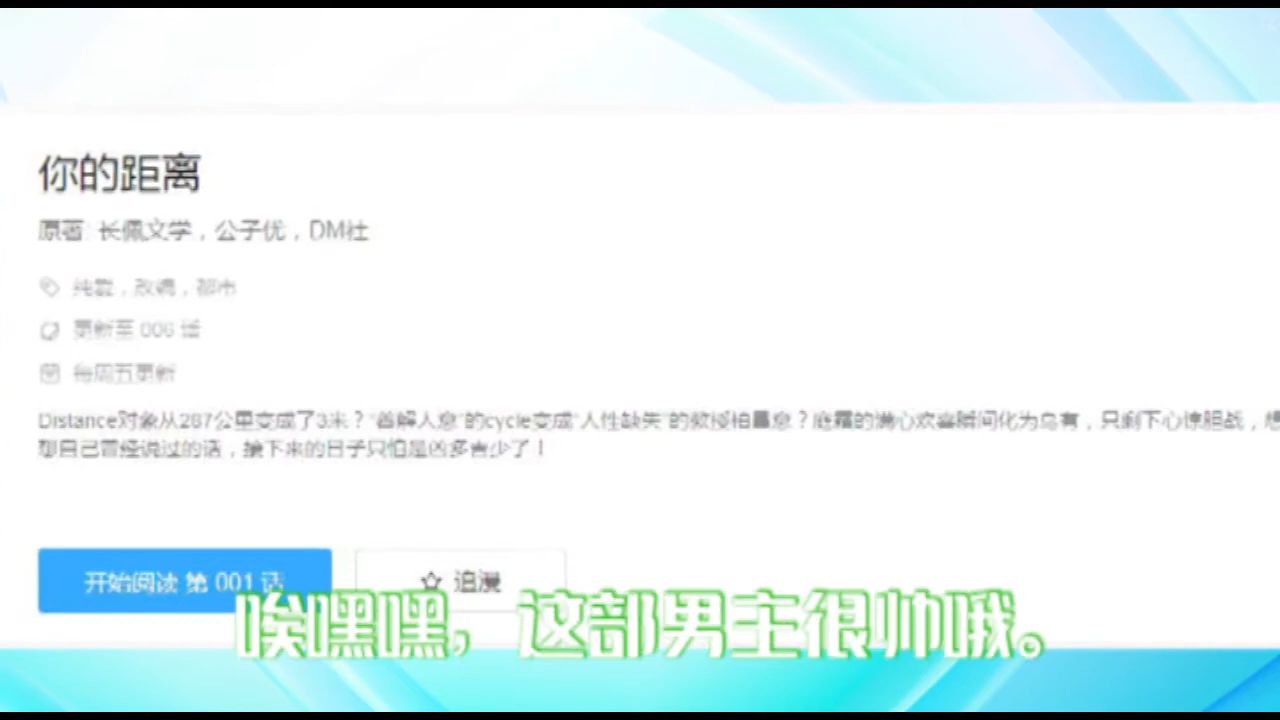 你的距离
原著: 长佩文学，公子优，DM社
纯爱，改编，都市
更新至 006 话
每周五更新
Distance对象从287公里变成了3米？“善解人意”的cycle变成“人性缺失”的教授柏昼意？庭霜的满心欢喜瞬间化为乌有，只剩下心惊胆战，想
想自己曾经说过的话，接下来的日子只怕是凶多吉少了！
开始阅读 第 001 话
追漫
唉嘿嘿，这部男主很帅哦。